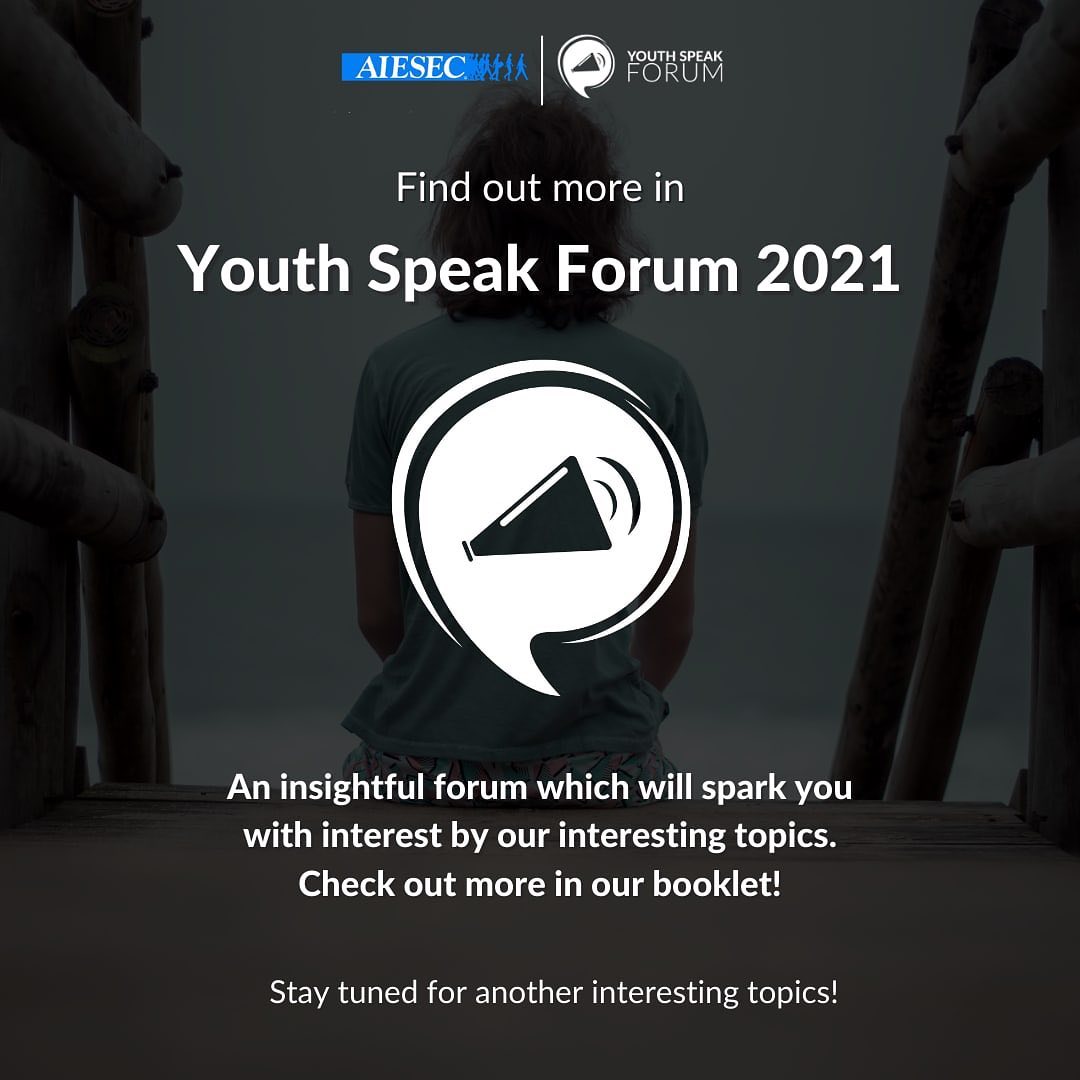 AIESEC
YOUTH SPEAK
FORUM
Find out more in
Youth Speak Forum 2021
An insightful forum which will spark you
with interest by our interesting topics.
Check out more in our booklet!
Stay tuned for another interesting topics!